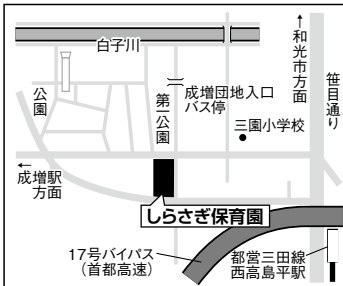 白子川
↑和光市方面
笹目通り
公園
第一公園
成増団地入口
バス停
三園小学校
←
成増駅
方面
しらさぎ保育園
17号バイパス
(首都高速)
都営三田線
西高島平駅